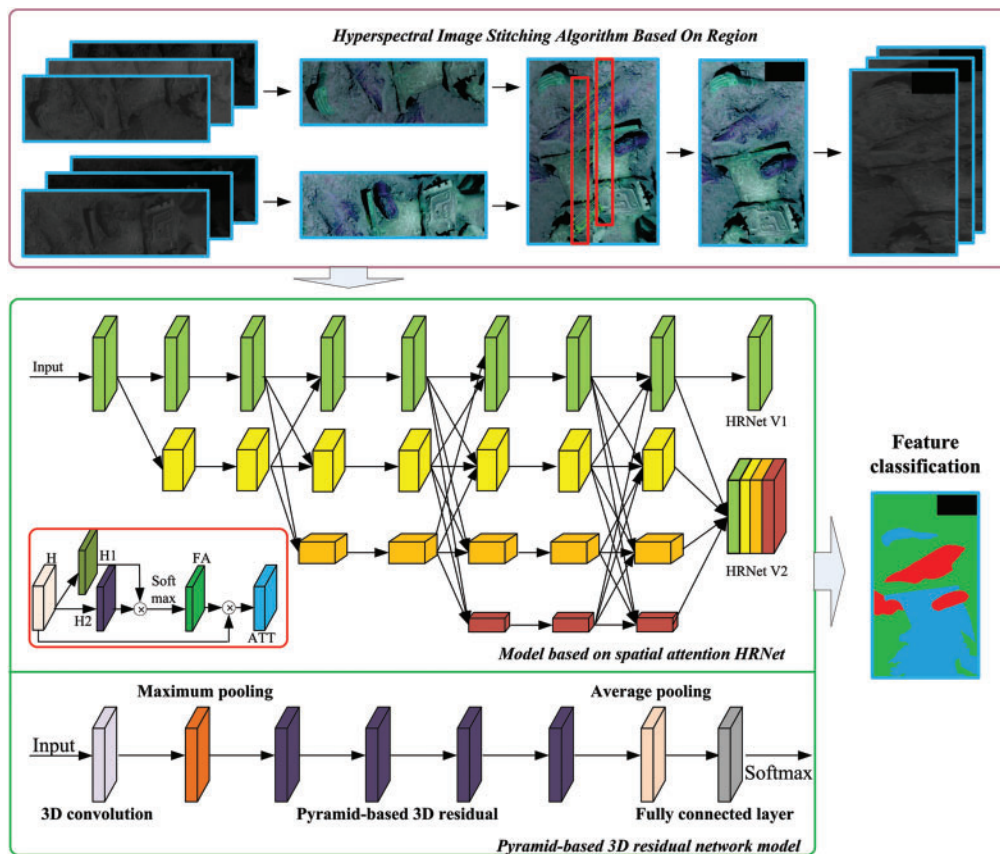 Hyperspectral Image Stitching Algorithm Based On Region
Input
HRNet V1
HRNet V2
H
H1
H2
Soft
max
FA
ATT
Model based on spatial attention HRNet
Feature
classification
Maximum pooling
Average pooling
Input
Softmax
3D convolution
Pyramid-based 3D residual
Fully connected layer
Pyramid-based 3D residual network model